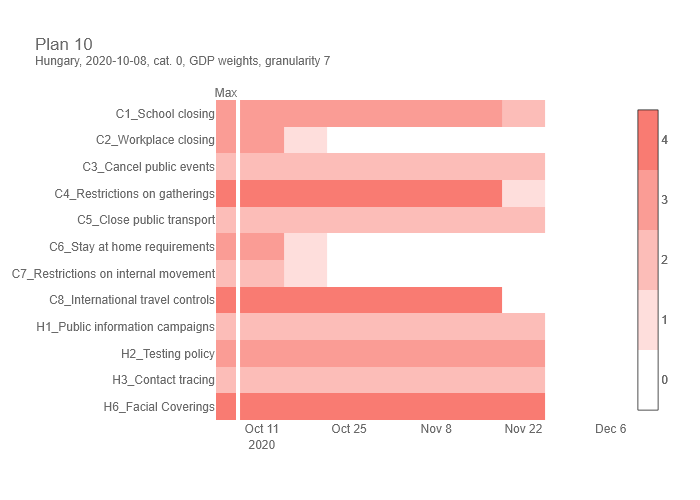 Plan 10
Hungary, 2020-10-08, cat. 0, GDP weights, granularity 7
Max
C1_School closing
C2_Workplace closing
C3_Cancel public events
C4_Restrictions on gatherings
C5_Close public transport
C6_Stay at home requirements
C7_Restrictions on internal movement
C8_International travel controls
H1_Public information campaigns
H2_Testing policy
H3_Contact tracing
H6_Facial Coverings
Oct 11 Oct 25 Nov 8 Nov 22 Dec 6
2020
4
3
2
1
0